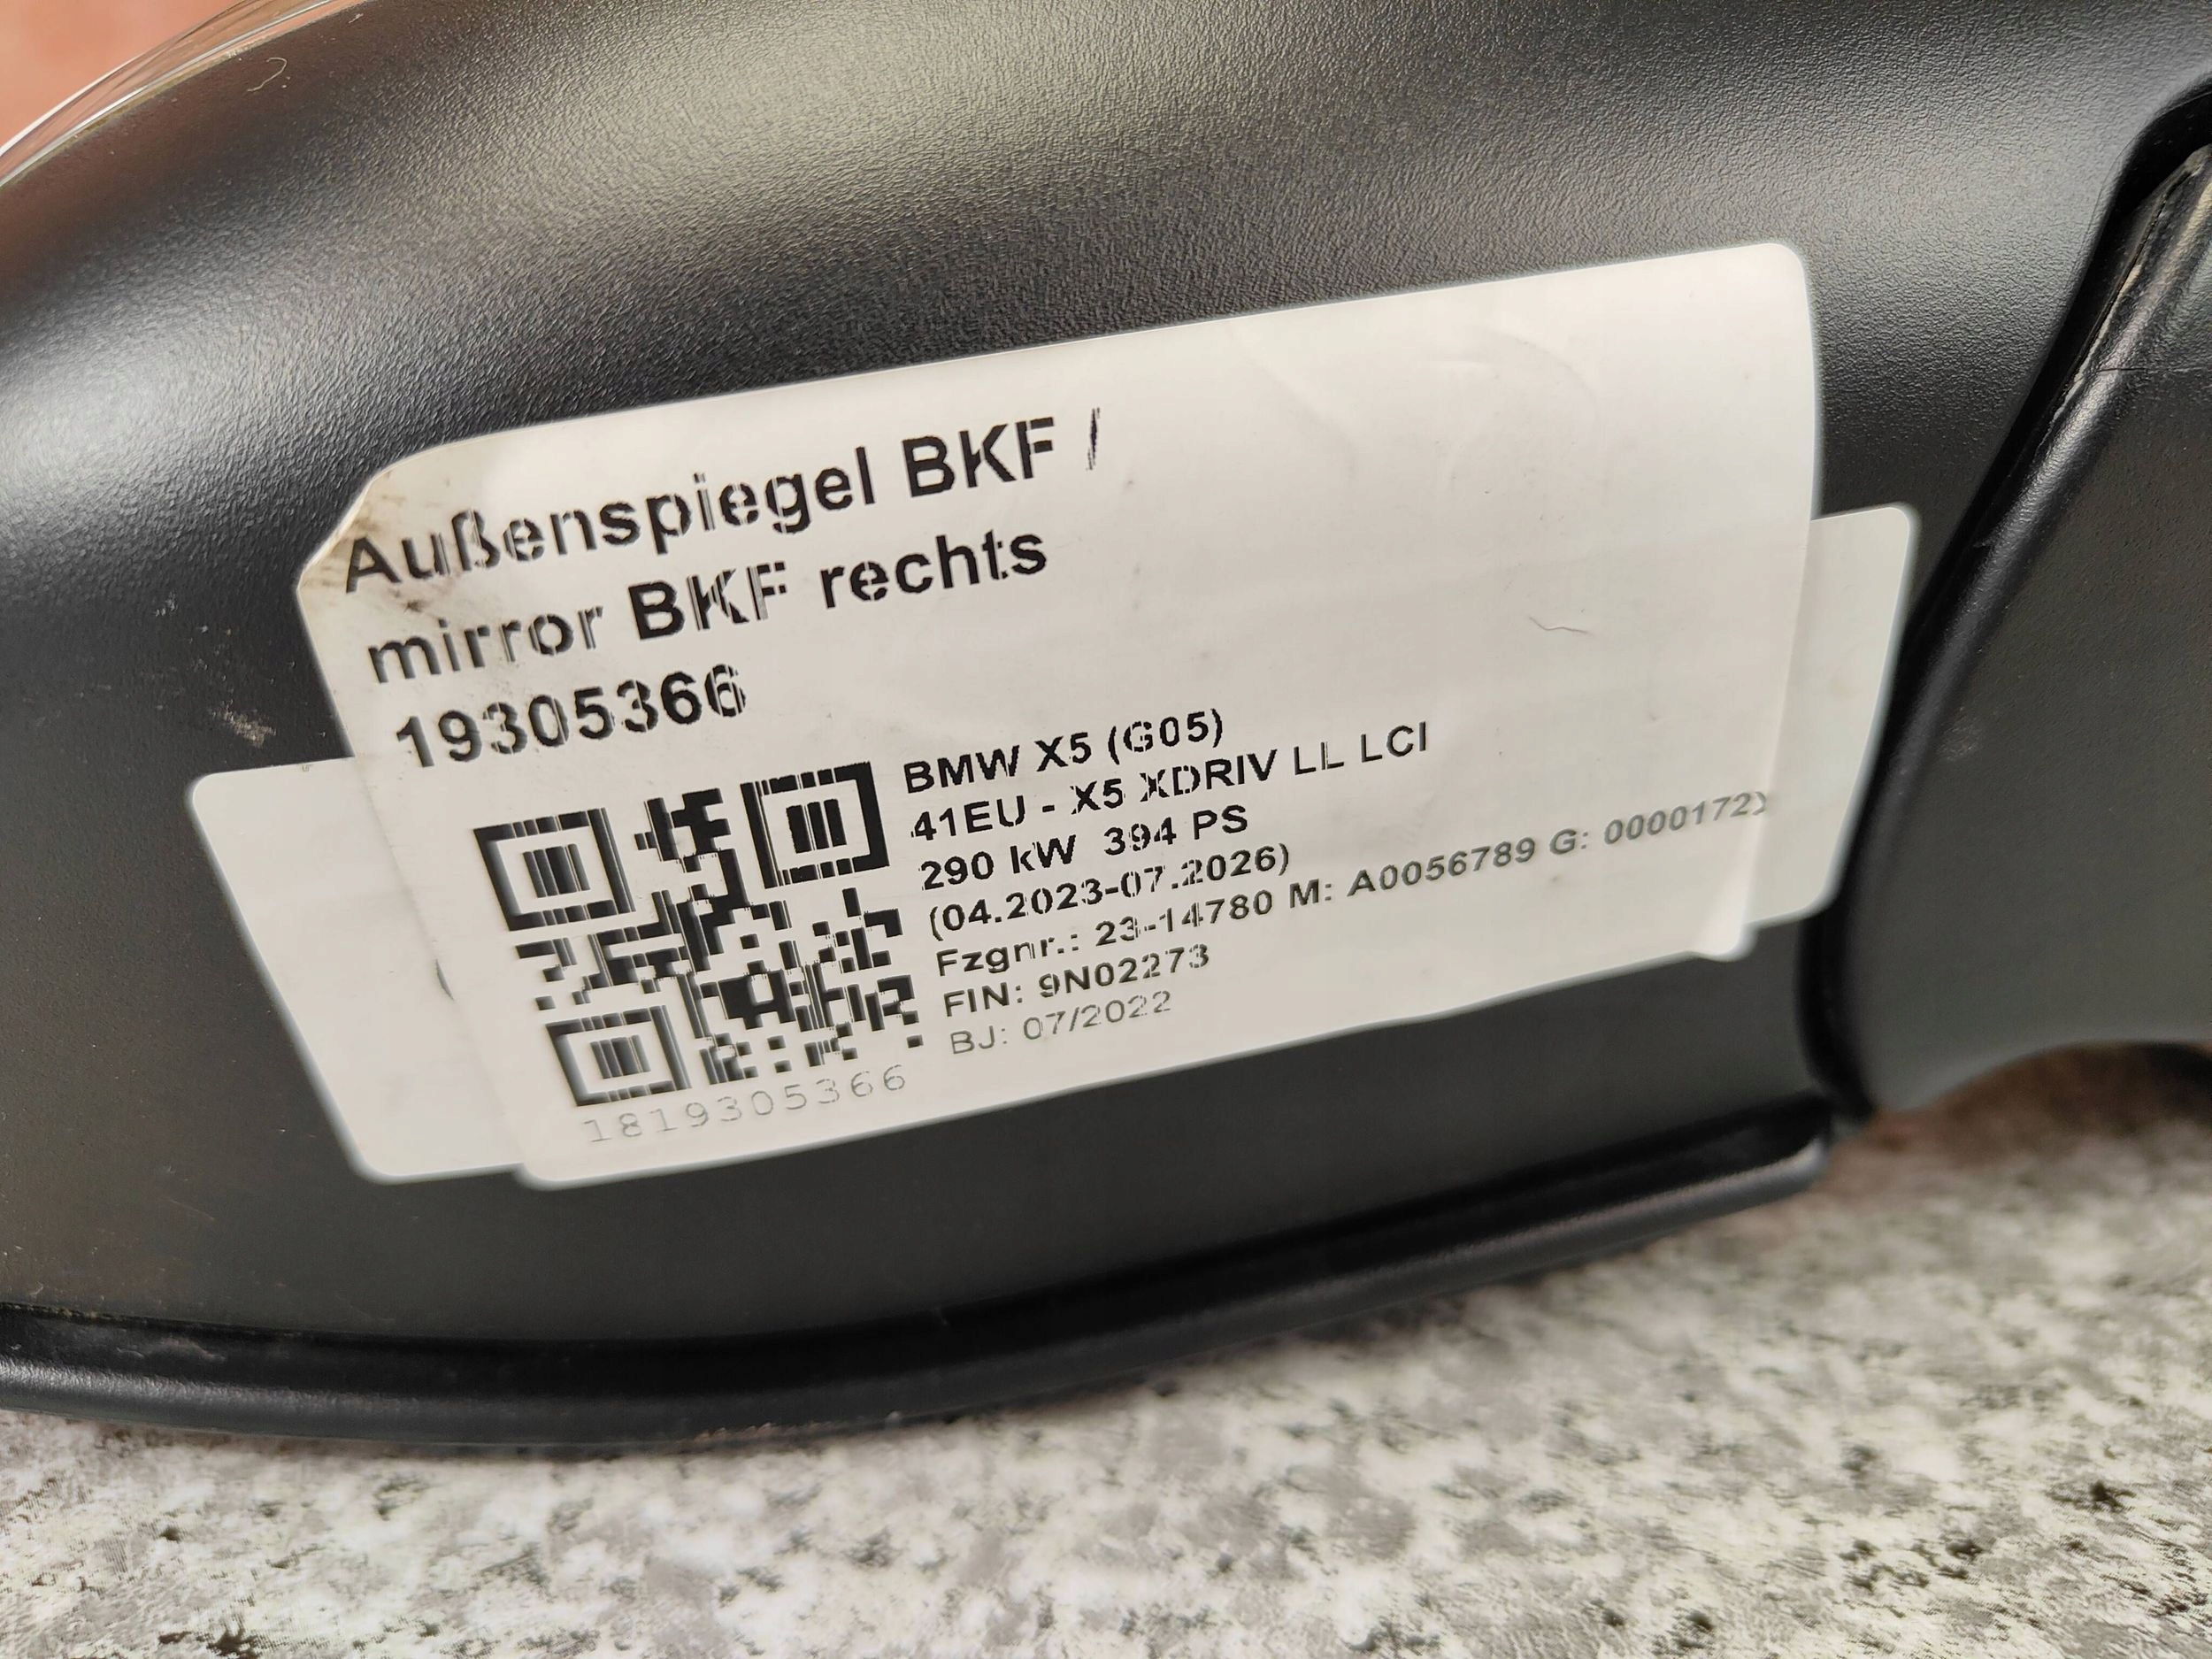 Außenspiegel BKF /
mirror BKF rechts
19305366
BMW X5 (G05)
41EU - X5 XDRIV LL LCI
290 kW 394 PS
(04.2023-07.2026)
Fzgnr.: 23-14780 M: A0056789 G: 0000172
FIN: 9N02273
BJ: 07/2022
1819305366